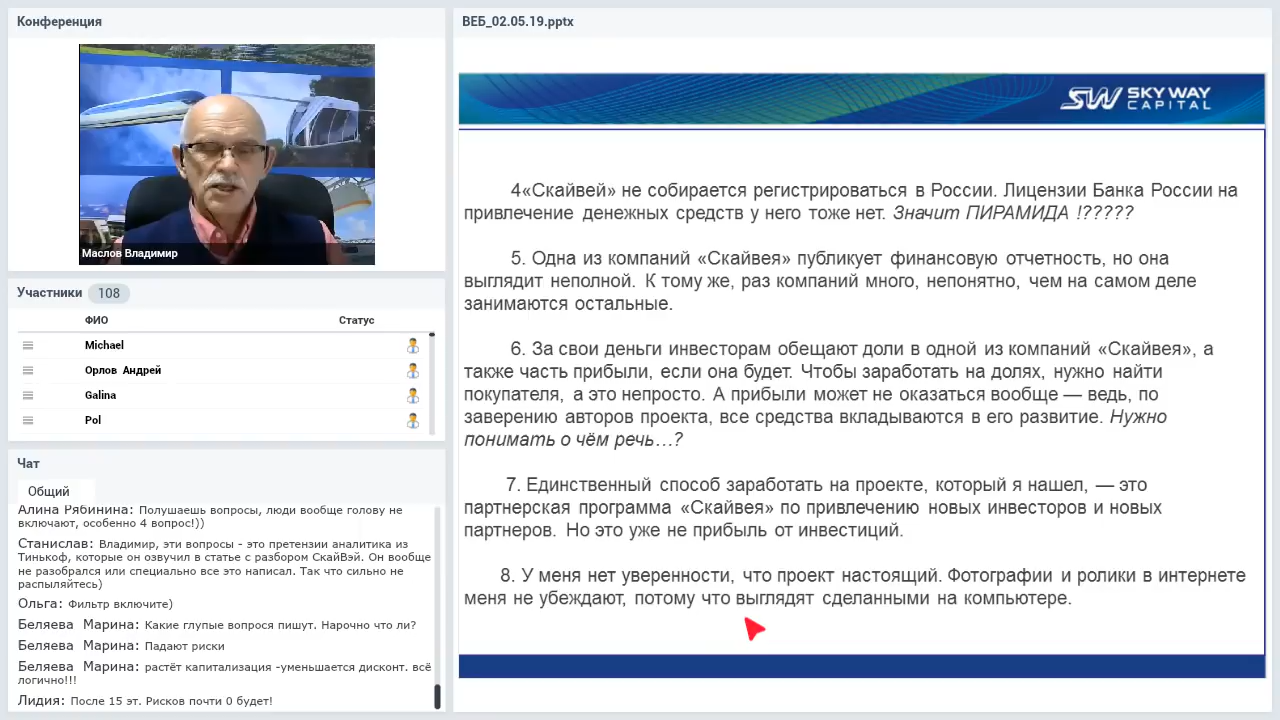 Конференция
Маслов Владимир
Участники 108
ФИО Статус
Michael
Орлов Андрей
Galina
Pol
Чат
Общий
Алина Рябинина: Полушаешь вопросы, люди вообще голову не
включают, особенно 4 вопрос!))
Станислав: Владимир, эти вопросы - это претензии аналитика из
Тинькоф, которые он озвучил в статье с разбором СкайВэй. Он вообще
не разобрался или специально все это написал. Так что сильно не
распыляйтесь)
Ольга: Фильтр включите)
Беляева Марина: Какие глупые вопрося пишут. Нарочно что ли?
Беляева Марина: Падают риски
Беляева Марина: растёт капитализация -уменьшается дисконт. всё
логично!!!
Лидия: После 15 эт. Рисков почти 0 будет!
ВЕБ_02.05.19.pptx
SW SKY WAY
CAPITAL
4«Скайвей» не собирается регистрироваться в России. Лицензии Банка России на
привлечение денежных средств у него тоже нет. Значит ПИРАМИДА !?????
5. Одна из компаний «Скайвея» публикует финансовую отчетность, но она
выглядит неполной. К тому же, раз компаний много, непонятно, чем на самом деле
занимаются остальные.
6. За свои деньги инвесторам обещают доли в одной из компаний «Скайвея», а
также часть прибыли, если она будет. Чтобы заработать на долях, нужно найти
покупателя, а это непросто. А прибыли может не оказаться вообще — ведь, по
заверению авторов проекта, все средства вкладываются в его развитие. Нужно
понимать о чём речь…?
7. Единственный способ заработать на проекте, который я нашел, — это
партнерская программа «Скайвея» по привлечению новых инвесторов и новых
партнеров. Но это уже не прибыль от инвестиций.
8. У меня нет уверенности, что проект настоящий. Фотографии и ролики в интернете
меня не убеждают, потому что выглядят сделанными на компьютере.